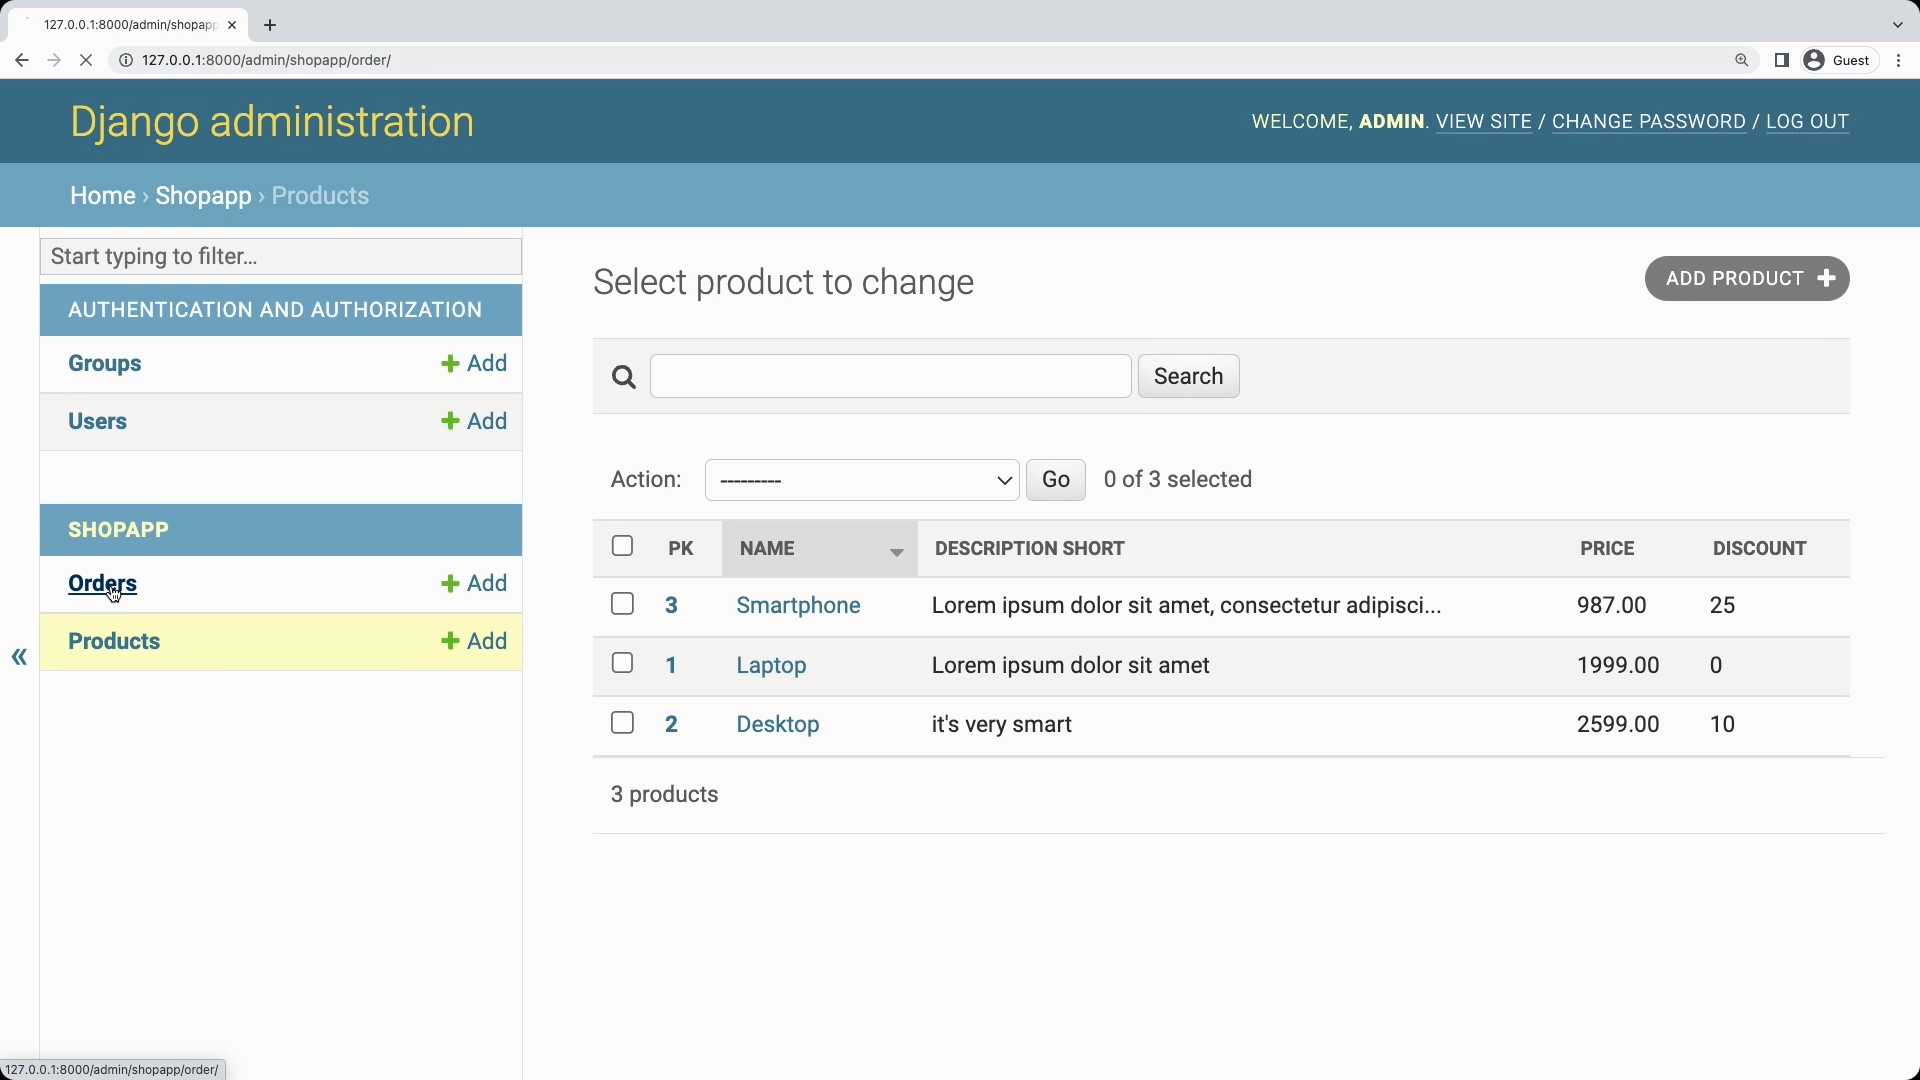 127.0.0.1:8000/admin/shopapp
127.0.0.1:8000/admin/shopapp/order/
Guest
Django administration
WELCOME, ADMIN. VIEW SITE / CHANGE PASSWORD / LOG OUT
Home › Shopapp › Products
Start typing to filter...
AUTHENTICATION AND AUTHORIZATION
Groups + Add
Users + Add
SHOPAPP
Orders + Add
Products + Add
«
Select product to change
ADD PRODUCT +
Search
Action: --------- Go 0 of 3 selected
PK NAME DESCRIPTION SHORT PRICE DISCOUNT
3 Smartphone Lorem ipsum dolor sit amet, consectetur adipisci... 987.00 25
1 Laptop Lorem ipsum dolor sit amet 1999.00 0
2 Desktop it's very smart 2599.00 10
3 products
127.0.0.1:8000/admin/shopapp/order/